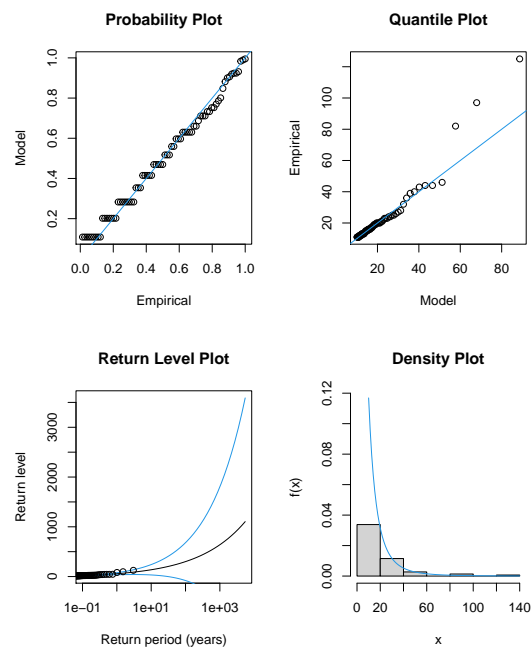 Probability Plot
Model
0.2 0.4 0.6 0.8 1.0
0.0 0.2 0.4 0.6 0.8 1.0
Empirical
Quantile Plot
Empirical
20 40 60 80 100
20 40 60 80
Model
Return Level Plot
Return level
0 1000 2000 3000
1e−01 1e+01 1e+03
Return period (years)
Density Plot
f(x)
0.00 0.04 0.08 0.12
0 20 60 100 140
x